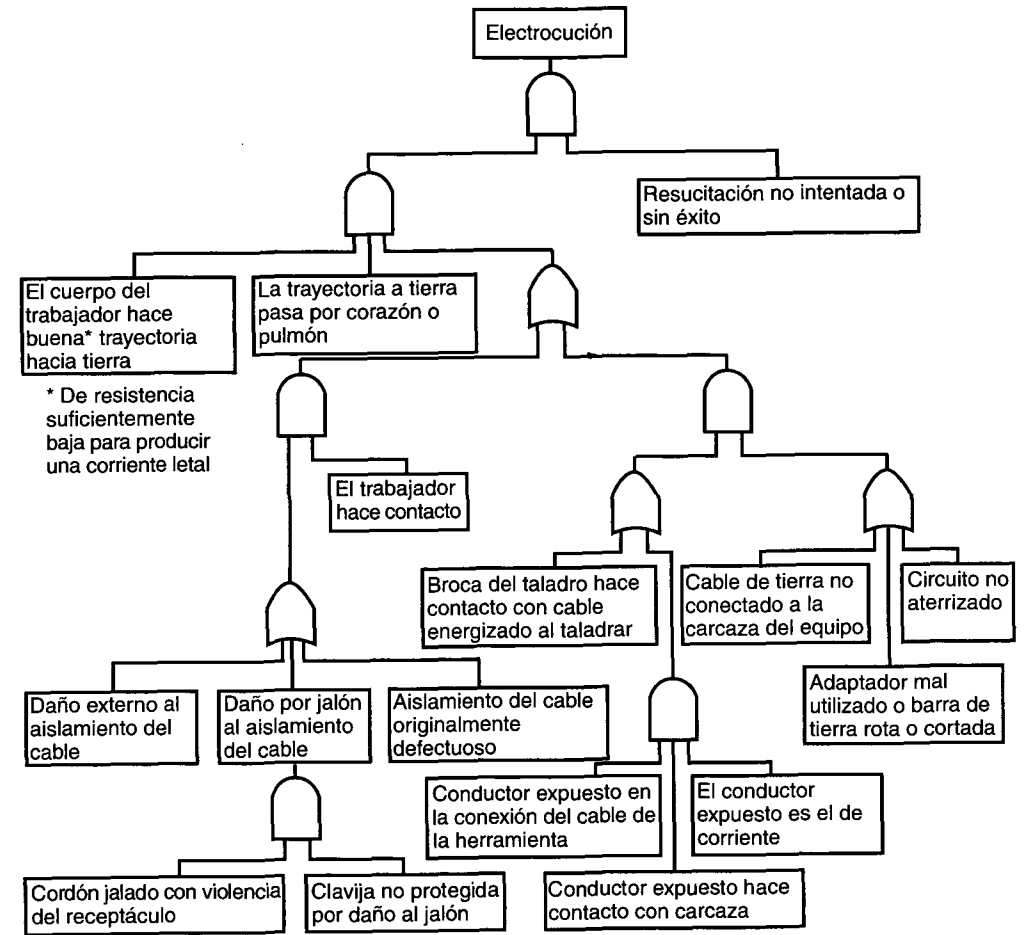 Electrocución
Resucitación no intentada o
sin éxito
El cuerpo del
trabajador hace
buena* trayectoria
hacia tierra
La trayectoria a tierra
pasa por corazón o
pulmón
* De resistencia
suficientemente
baja para producir
una corriente letal
El trabajador
hace contacto
Broca del taladro hace
contacto con cable
energizado al taladrar
Cable de tierra no
conectado a la
carcaza del equipo
Circuito no
aterrizado
Adaptador mal
utilizado o barra de
tierra rota o cortada
Daño externo al
aislamiento del
cable
Daño por jalón
al aislamiento
del cable
Aislamiento del cable
originalmente
defectuoso
Conductor expuesto en
la conexión del cable de
la herramienta
El conductor
expuesto es el de
corriente
Cordón jalado con violencia
del receptáculo
Clavija no protegida
por daño al jalón
Conductor expuesto hace
contacto con carcaza